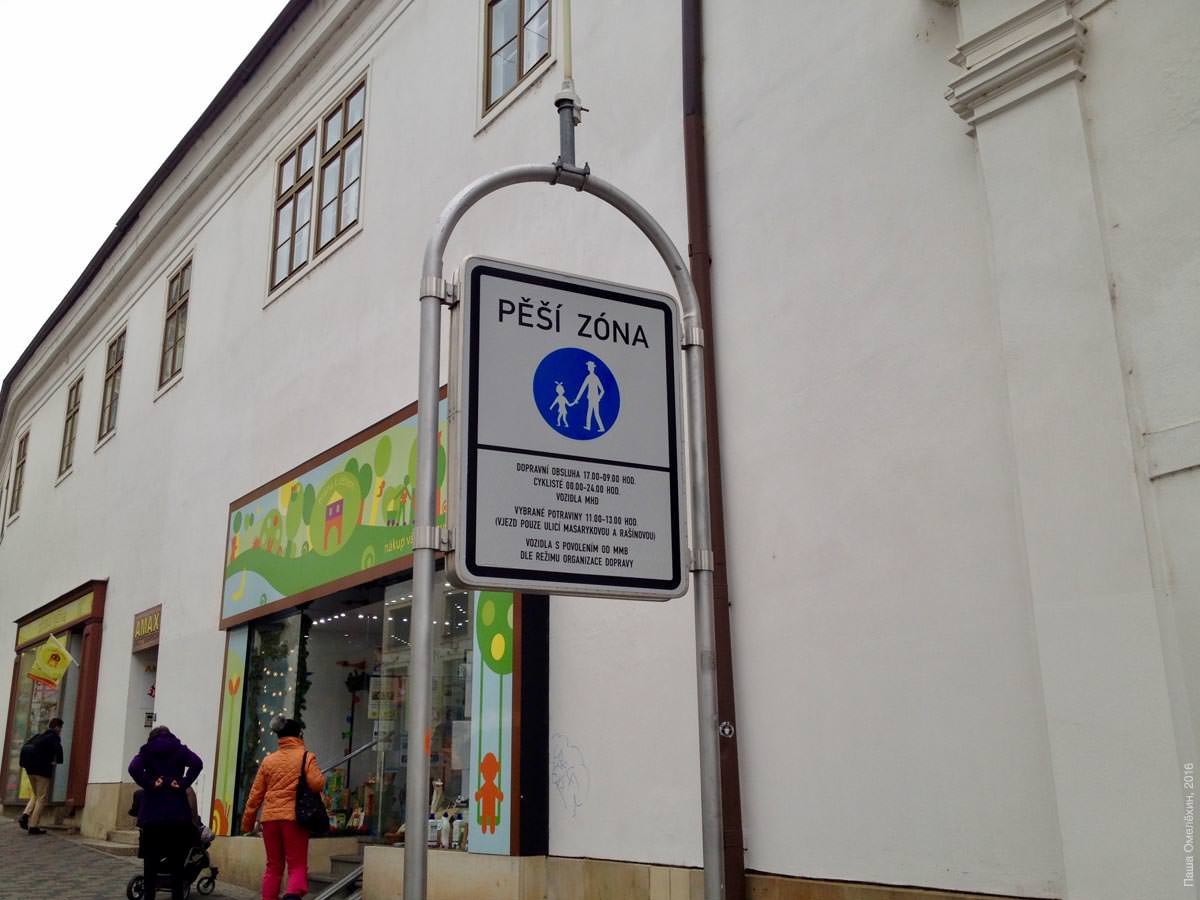 PĚŠÍ ZÓNA
DOPRAVNÍ OBSLUHA 17.00-09.00 HOD.
CYKLISTÉ 00.00-24.00 HOD.
VOZIDLA MHD
VYBRANÉ POTRAVINY 11.00-13.00 HOD.
(VJEZD POUZE ULICÍ MASARYKOVOU A RAŠÍNOVOU)
VOZIDLA S POVOLENÍM OD MMB
DLE REŽIMU ORGANIZACE DOPRAVY
nákup
AMAX
Паша Омелёхин, 2016